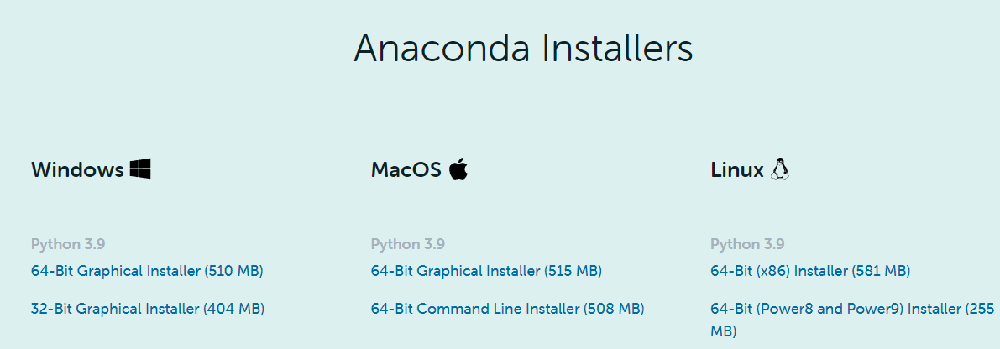 Anaconda Installers
Windows
Python 3.9
64-Bit Graphical Installer (510 MB)
32-Bit Graphical Installer (404 MB)
MacOS
Python 3.9
64-Bit Graphical Installer (515 MB)
64-Bit Command Line Installer (508 MB)
Linux
Python 3.9
64-Bit (x86) Installer (581 MB)
64-Bit (Power8 and Power9) Installer (255
MB)